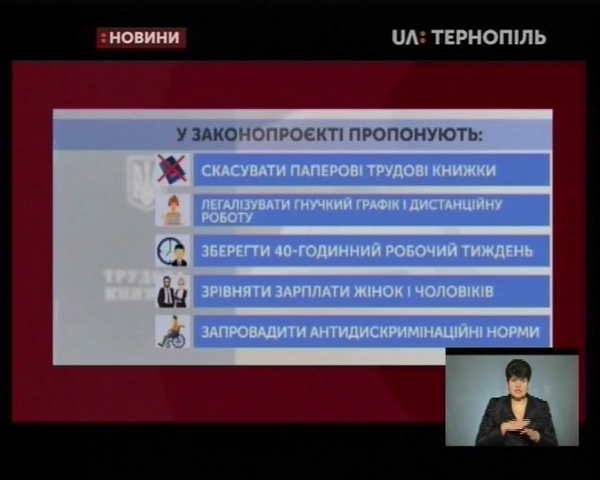 :НОВИНИ
UA: ТЕРНОПІЛЬ
У ЗАКОНОПРОЄКТІ ПРОПОНУЮТЬ:
СКАСУВАТИ ПАПЕРОВІ ТРУДОВІ КНИЖКИ
ЛЕГАЛІЗУВАТИ ГНУЧКИЙ ГРАФІК І ДИСТАНЦІЙНУ
РОБОТУ
ЗБЕРЕГТИ 40-ГОДИННИЙ РОБОЧИЙ ТИЖДЕНЬ
ЗРІВНЯТИ ЗАРПЛАТИ ЖІНОК І ЧОЛОВІКІВ
ЗАПРОВАДИТИ АНТИДИСКРИМІНАЦІЙНІ НОРМИ